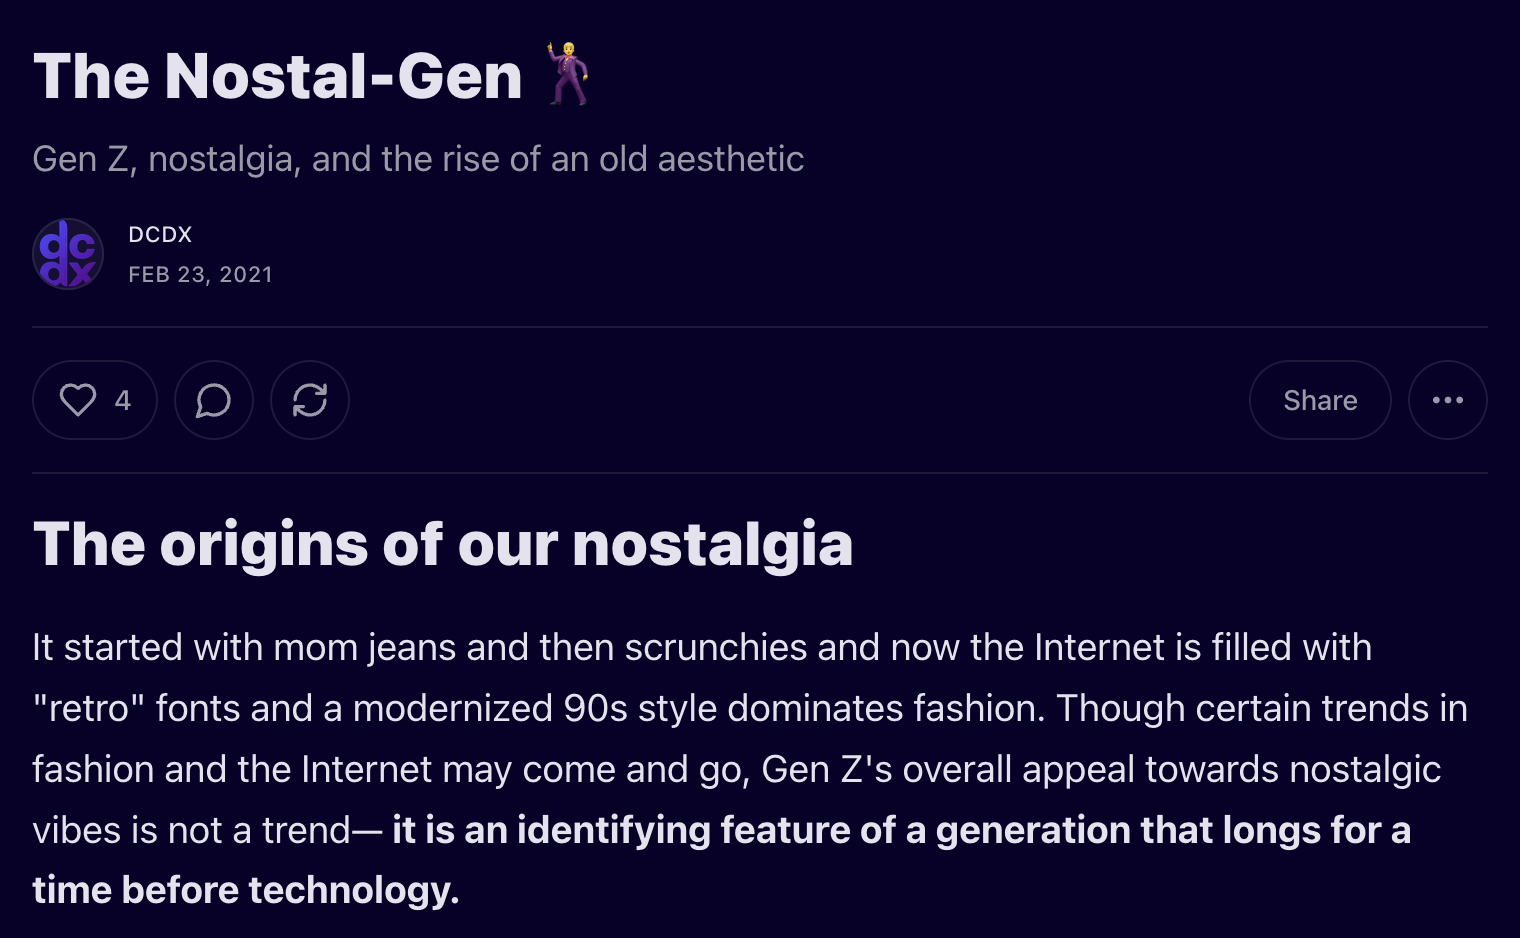 The Nostal-Gen 🕺
Gen Z, nostalgia, and the rise of an old aesthetic
dc
dx
DCDX
FEB 23, 2021
4
Share
The origins of our nostalgia
It started with mom jeans and then scrunchies and now the Internet is filled with
"retro" fonts and a modernized 90s style dominates fashion. Though certain trends in
fashion and the Internet may come and go, Gen Z's overall appeal towards nostalgic
vibes is not a trend— it is an identifying feature of a generation that longs for a
time before technology.